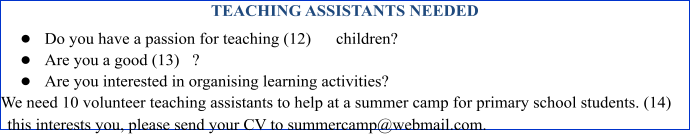 TEACHING ASSISTANTS NEEDED
● Do you have a passion for teaching (12) children?
● Are you a good (13) ?
● Are you interested in organising learning activities?
We need 10 volunteer teaching assistants to help at a summer camp for primary school students. (14)
this interests you, please send your CV to summercamp@webmail.com.